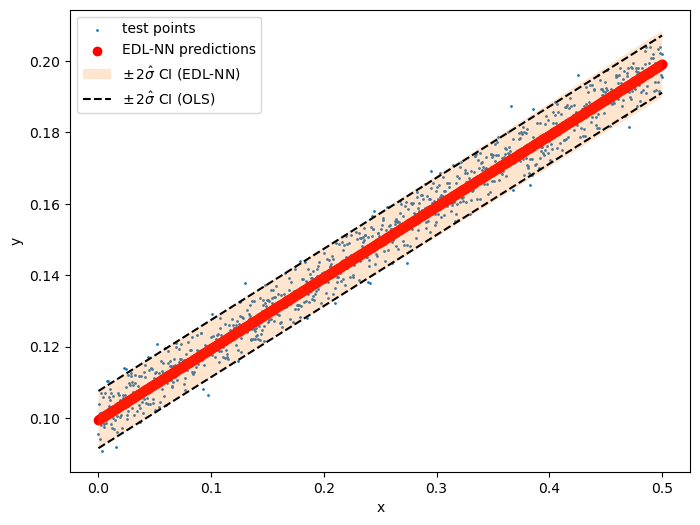 test points
EDL-NN predictions
±2σ̂ CI (EDL-NN)
±2σ̂ CI (OLS)
0.20
0.18
0.16
0.14
0.12
0.10
y
0.0 0.1 0.2 0.3 0.4 0.5
x